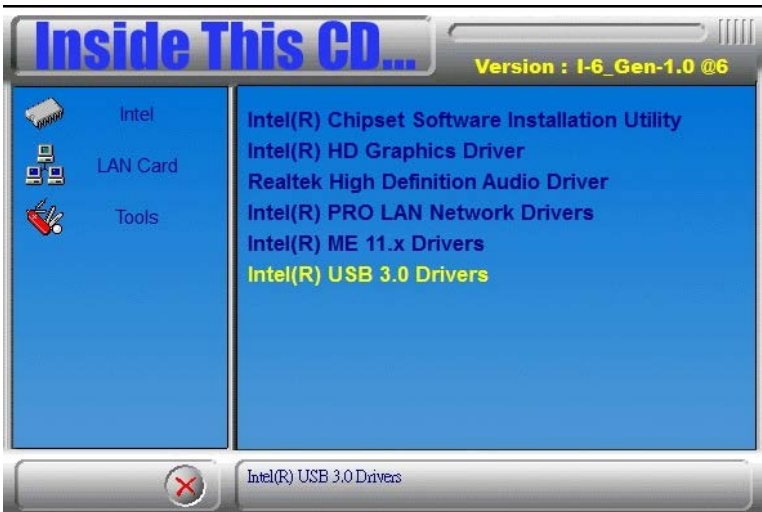 Inside This CD...
Version : I-6_Gen-1.0 @6
Intel
LAN Card
Tools
Intel(R) Chipset Software Installation Utility
Intel(R) HD Graphics Driver
Realtek High Definition Audio Driver
Intel(R) PRO LAN Network Drivers
Intel(R) ME 11.x Drivers
Intel(R) USB 3.0 Drivers
Intel(R) USB 3.0 Drivers